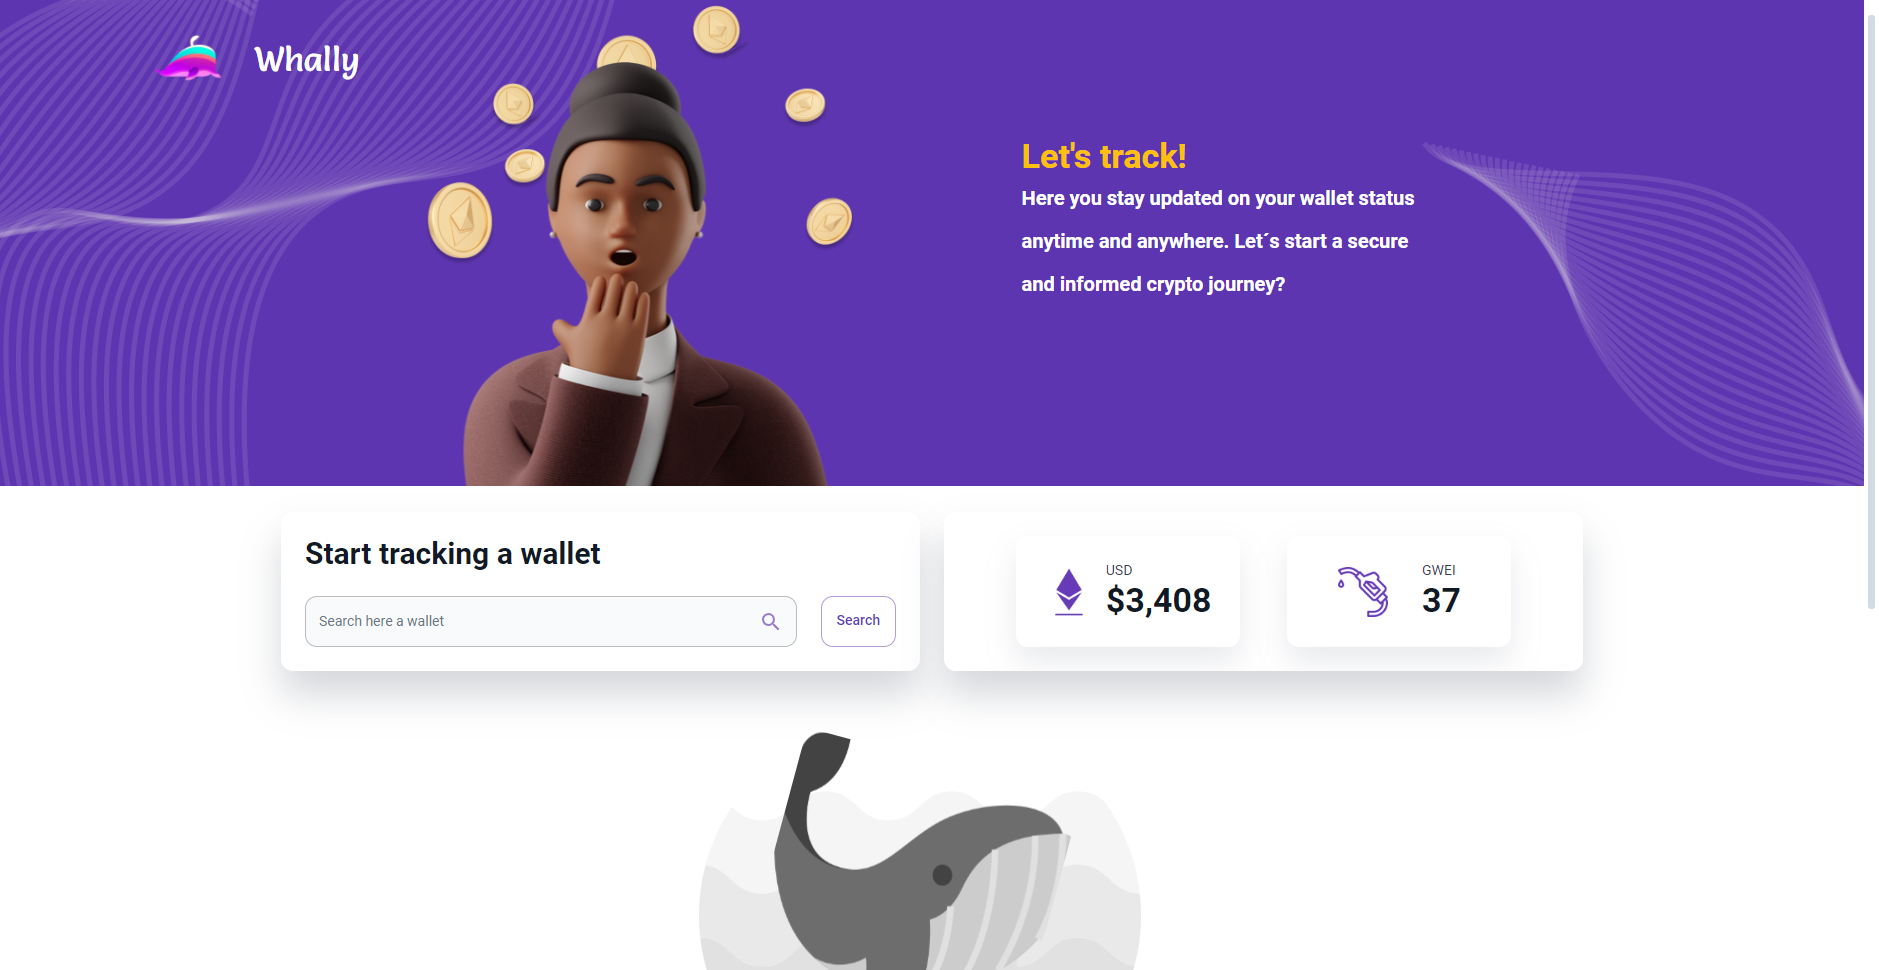 Whally
Let's track!
Here you stay updated on your wallet status
anytime and anywhere. Let´s start a secure
and informed crypto journey?
Start tracking a wallet
Search here a wallet
Search
USD
$3,408
GWEI
37